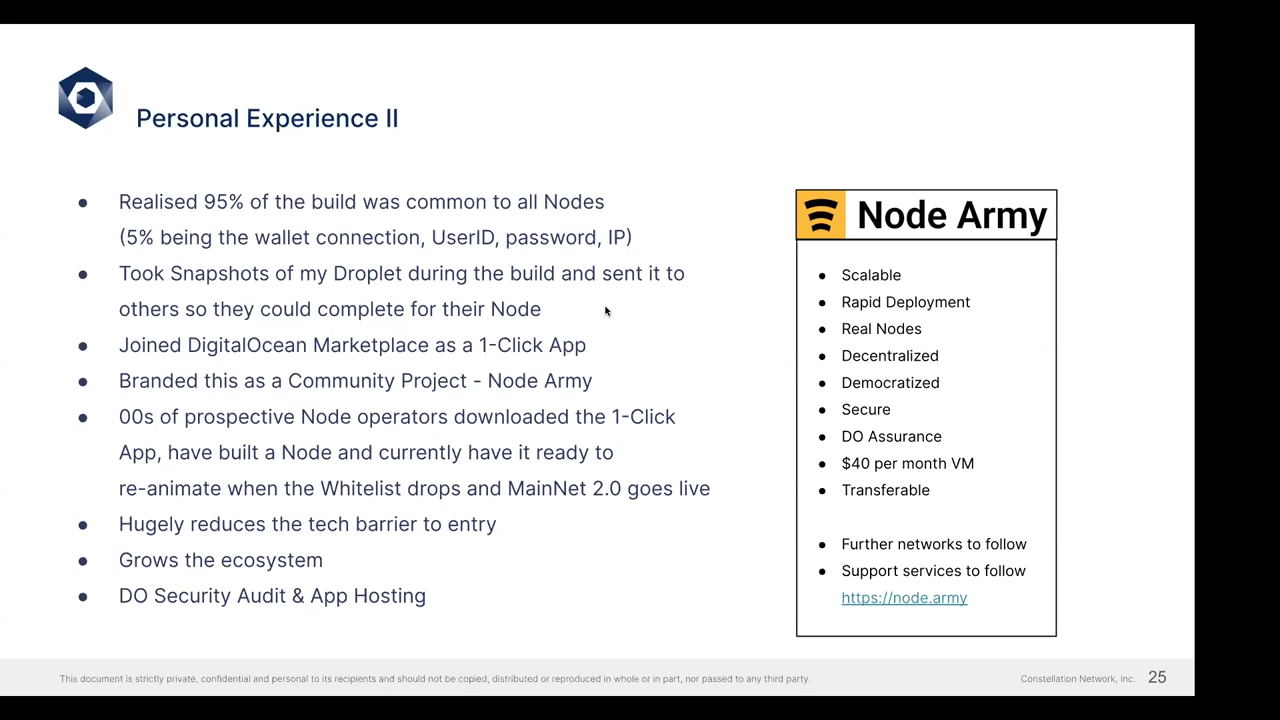 Personal Experience II
● Realised 95% of the build was common to all Nodes
(5% being the wallet connection, UserID, password, IP)
● Took Snapshots of my Droplet during the build and sent it to
others so they could complete for their Node
● Joined DigitalOcean Marketplace as a 1-Click App
● Branded this as a Community Project - Node Army
● 00s of prospective Node operators downloaded the 1-Click
App, have built a Node and currently have it ready to
re-animate when the Whitelist drops and MainNet 2.0 goes live
● Hugely reduces the tech barrier to entry
● Grows the ecosystem
● DO Security Audit & App Hosting
Node Army
● Scalable
● Rapid Deployment
● Real Nodes
● Decentralized
● Democratized
● Secure
● DO Assurance
● $40 per month VM
● Transferable
● Further networks to follow
● Support services to follow
https://node.army
This document is strictly private, confidential and personal to its recipients and should not be copied, distributed or reproduced in whole or in part, nor passed to any third party.
Constellation Network, Inc. 25